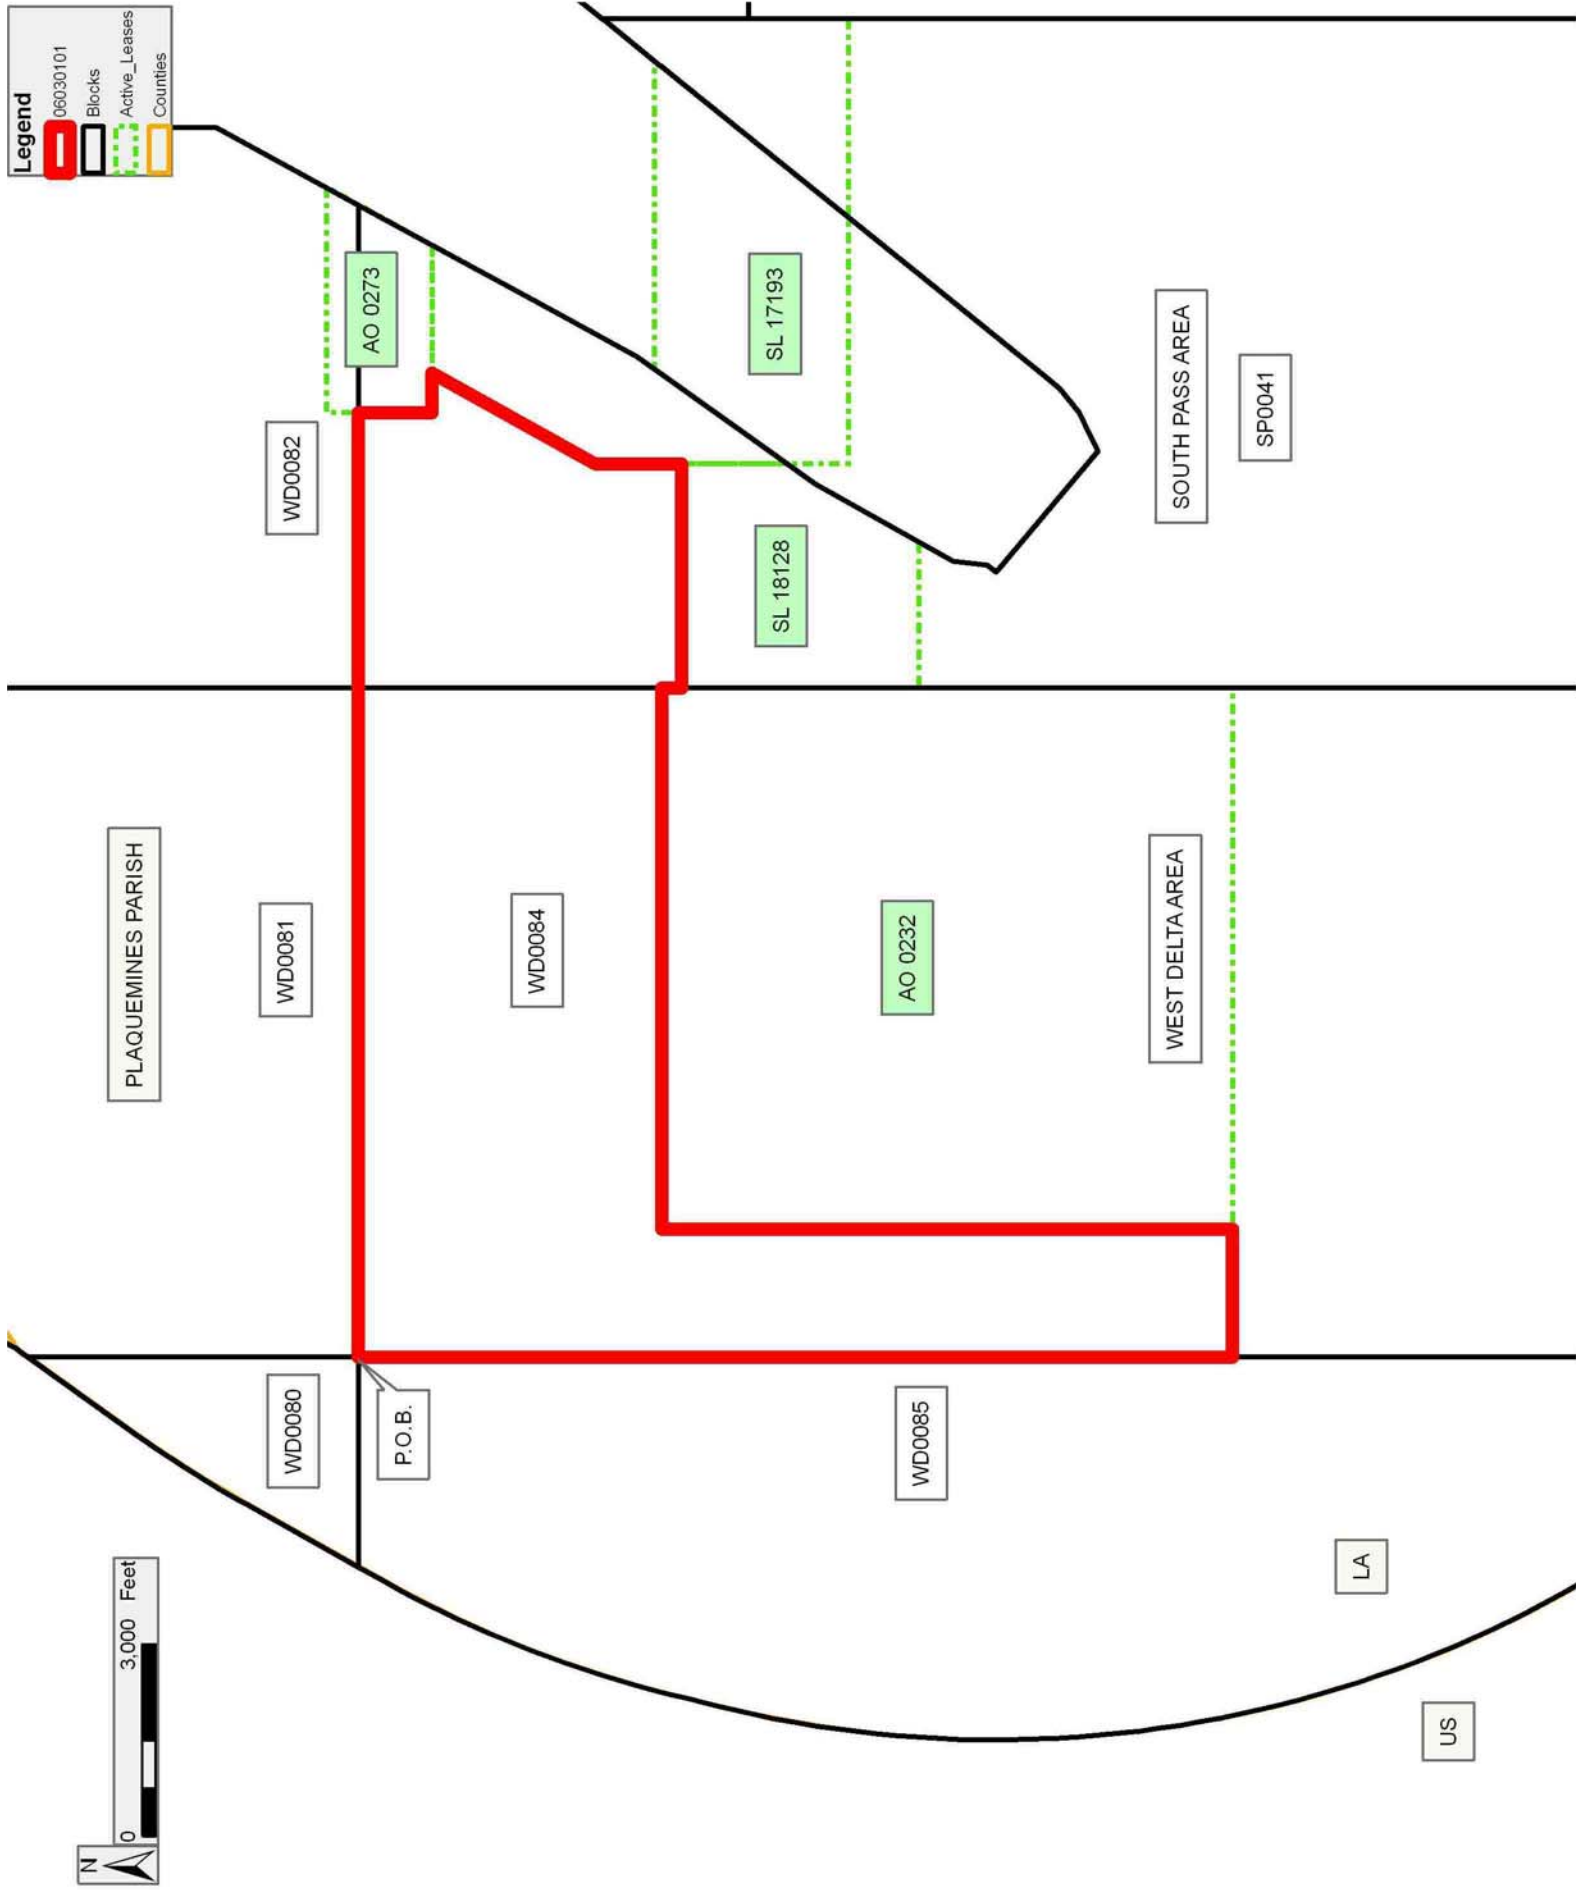 Legend
06030101
Blocks
Active_Leases
Counties
N
0 3,000 Feet
PLAQUEMINES PARISH
WD0080
WD0081
WD0082
AO 0273
P.O.B.
WD0084
SL 17193
SL 18128
WD0085
AO 0232
WEST DELTA AREA
SOUTH PASS AREA
SP0041
LA
US